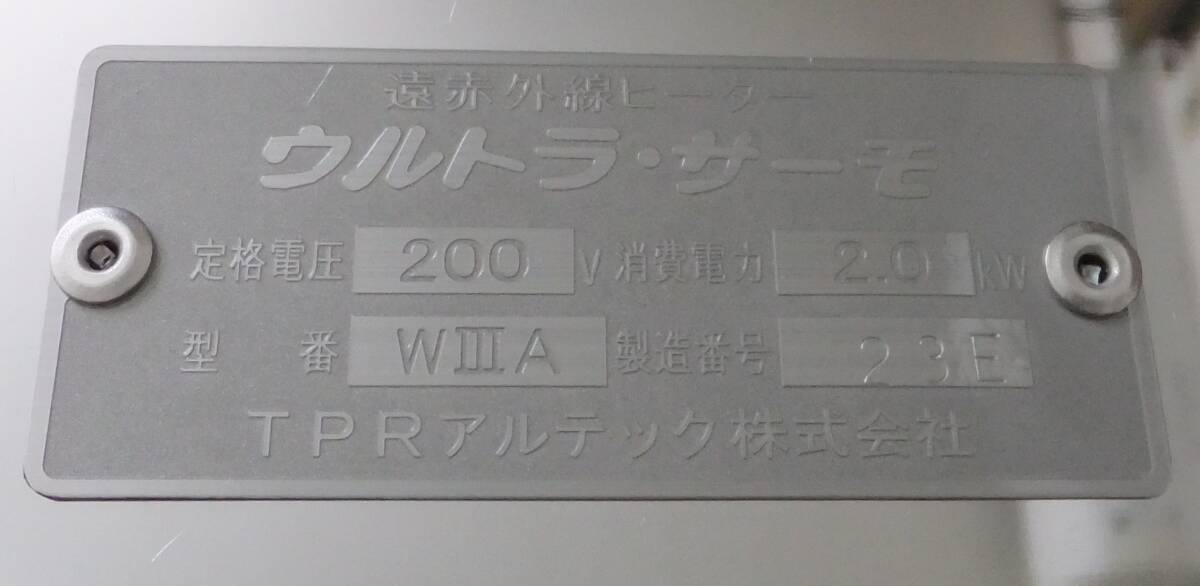 遠赤外線ヒーター
ウルトラ・サーモ
定格電圧 200 V 消費電力 2.0 kW
型番 WⅢA 製造番号 23E
TPRアルテック株式会社